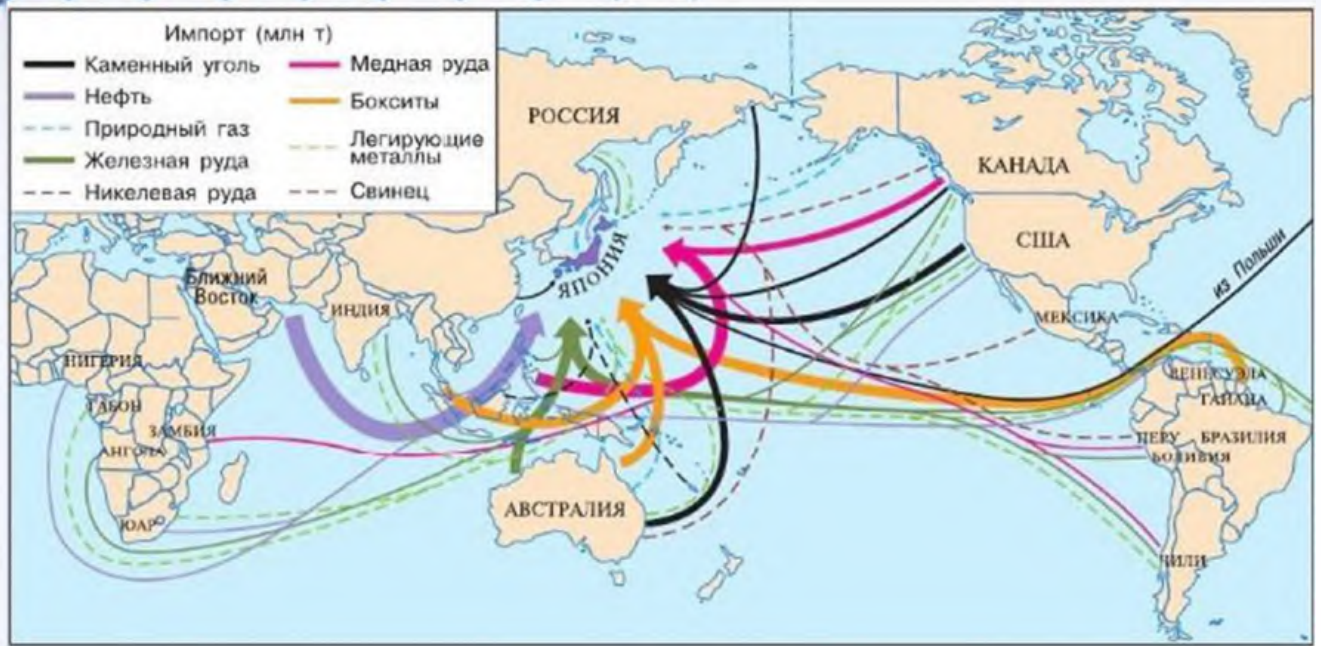 Импорт (млн т)
Каменный уголь
Нефть
Природный газ
Железная руда
Никелевая руда
Медная руда
Бокситы
Легирующие
металлы
Свинец
РОССИЯ
КАНАДА
США
ЯПОНИЯ
Ближний
Восток
ИНДИЯ
из Польши
МЕКСИКА
НИГЕРИЯ
ВЕНЕСУЭЛА
ГАБОН
ГАЙАНА
ЗАМБИЯ
АНГОЛА
ПЕРУ
БРАЗИЛИЯ
БОЛИВИЯ
АВСТРАЛИЯ
ЮАР
ЧИЛИ